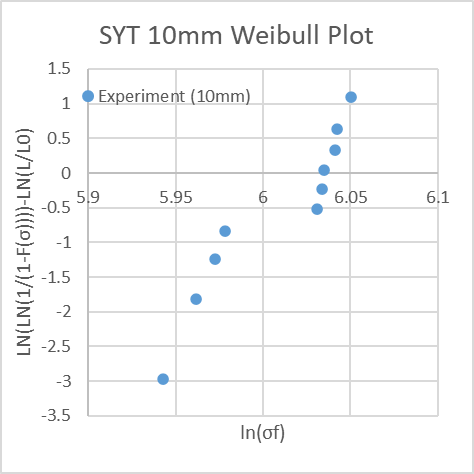 SYT 10mm Weibull Plot
1.5
1
Experiment (10mm)
0.5
0
5.9 5.95 6 6.05 6.1
-0.5
-1
-1.5
-2
-2.5
-3
-3.5
LN(LN(1/(1-F(σ))))-LN(L/L0)
ln(σf)